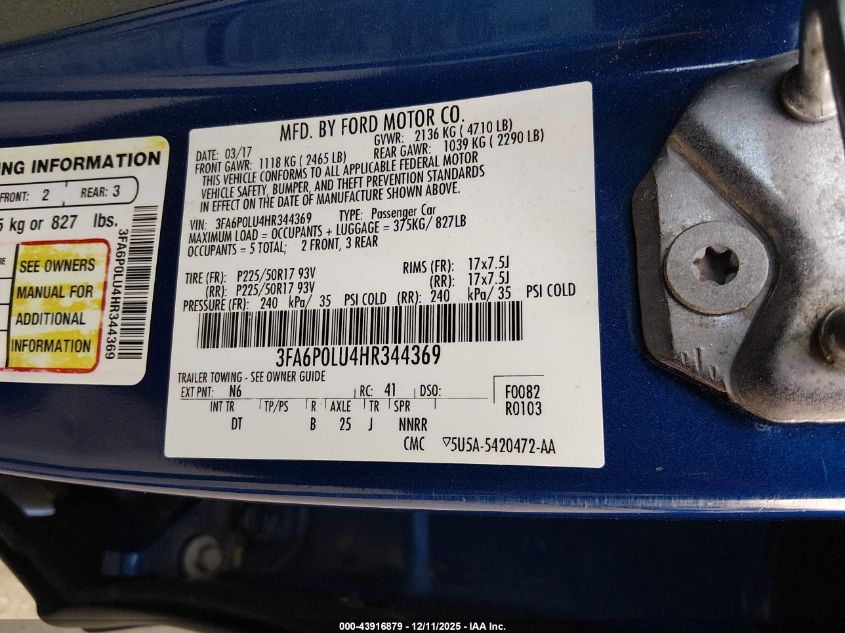 NG INFORMATION
FRONT: 2 REAR: 3
5 kg or 827 lbs.
SEE OWNERS
MANUAL FOR
ADDITIONAL
INFORMATION
3FA6P0LU4HR344369
MFD. BY FORD MOTOR CO.
DATE: 03/17 GVWR: 2136 KG ( 4710 LB)
FRONT GAWR: 1118 KG ( 2465 LB) REAR GAWR: 1039 KG ( 2290 LB)
THIS VEHICLE CONFORMS TO ALL APPLICABLE FEDERAL MOTOR
VEHICLE SAFETY, BUMPER, AND THEFT PREVENTION STANDARDS
IN EFFECT ON THE DATE OF MANUFACTURE SHOWN ABOVE.
VIN: 3FA6P0LU4HR344369 TYPE: Passenger Car
MAXIMUM LOAD = OCCUPANTS + LUGGAGE = 375KG/ 827LB
OCCUPANTS = 5 TOTAL; 2 FRONT, 3 REAR
TIRE (FR): P225/50R17 93V RIMS (FR): 17x7.5J
(RR): P225/50R17 93V (RR): 17x7.5J
PRESSURE (FR): 240 kPa/ 35 PSI COLD (RR): 240 kPa/ 35 PSI COLD
3FA6P0LU4HR344369
TRAILER TOWING - SEE OWNER GUIDE
EXT PNT: N6 RC: 41 DSO: F0082
INT TR TP/PS R AXLE TR SPR R0103
DT B 25 J NNRR
CMC ▽5U5A-5420472-AA
000-43916879 - 12/11/2025 - IAA Inc.